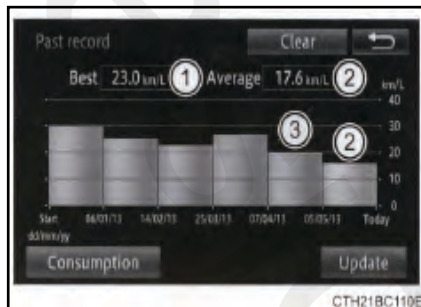 Past record Clear
Best 23.0 km/L 1 Average 17.6 km/L 2 km/L
40
30
3 2
20
10
0
Start 06/01/13 14/02/13 25/03/13 07/04/13 05/05/13 Today
dd/mm/yy
Consumption Update
CTH21BC110E